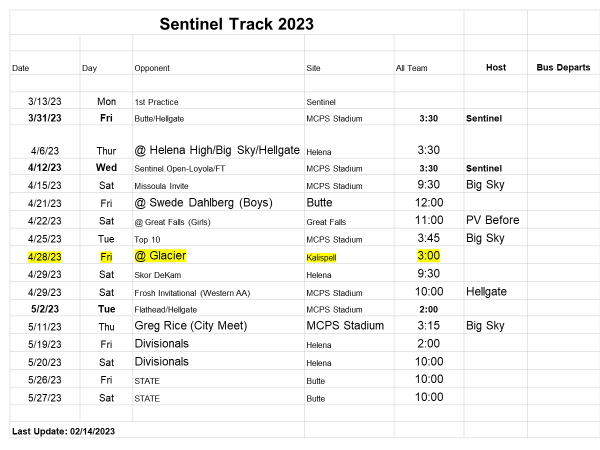 Sentinel Track 2023
Date Day Opponent Site All Team Host Bus Departs
3/13/23 Mon 1st Practice Sentinel
3/31/23 Fri Butte/Hellgate MCPS Stadium 3:30 Sentinel
4/6/23 Thur @ Helena High/Big Sky/Hellgate Helena 3:30
4/12/23 Wed Sentinel Open-Loyola/FT MCPS Stadium 3:30 Sentinel
4/15/23 Sat Missoula Invite MCPS Stadium 9:30 Big Sky
4/21/23 Fri @ Swede Dahlberg (Boys) Butte 12:00
4/22/23 Sat @ Great Falls (Girls) Great Falls 11:00 PV Before
4/25/23 Tue Top 10 MCPS Stadium 3:45 Big Sky
4/28/23 Fri @ Glacier Kalispell 3:00
4/29/23 Sat Skor DeKam Helena 9:30
4/29/23 Sat Frosh Invitational (Western AA) MCPS Stadium 10:00 Hellgate
5/2/23 Tue Flathead/Hellgate MCPS Stadium 2:00
5/11/23 Thu Greg Rice (City Meet) MCPS Stadium 3:15 Big Sky
5/19/23 Fri Divisionals Helena 2:00
5/20/23 Sat Divisionals Helena 10:00
5/26/23 Fri STATE Butte 10:00
5/27/23 Sat STATE Butte 10:00
Last Update: 02/14/2023